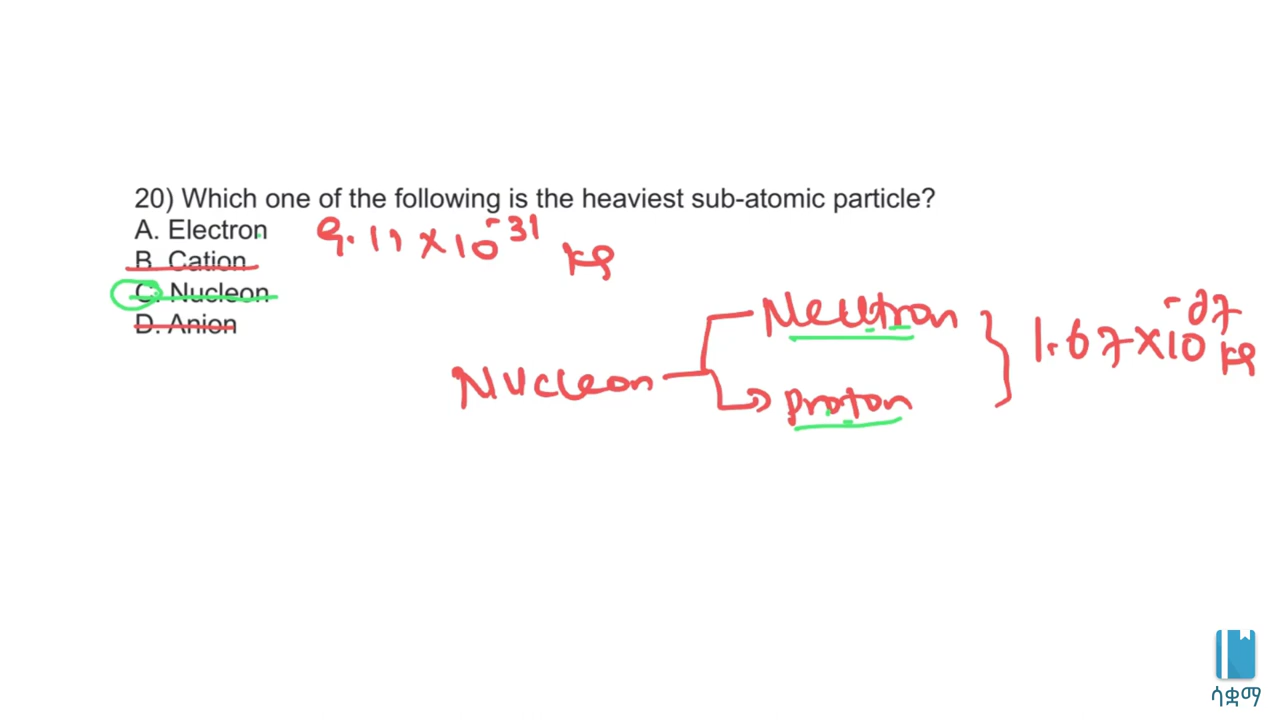 20) Which one of the following is the heaviest sub-atomic particle?
A. Electron 9.11 × 10⁻³¹ kg
B. Cation
C. Nucleon
D. Anion
Neutron
Nucleon
proton
1.67 × 10⁻²⁷ kg
ሳቋማ